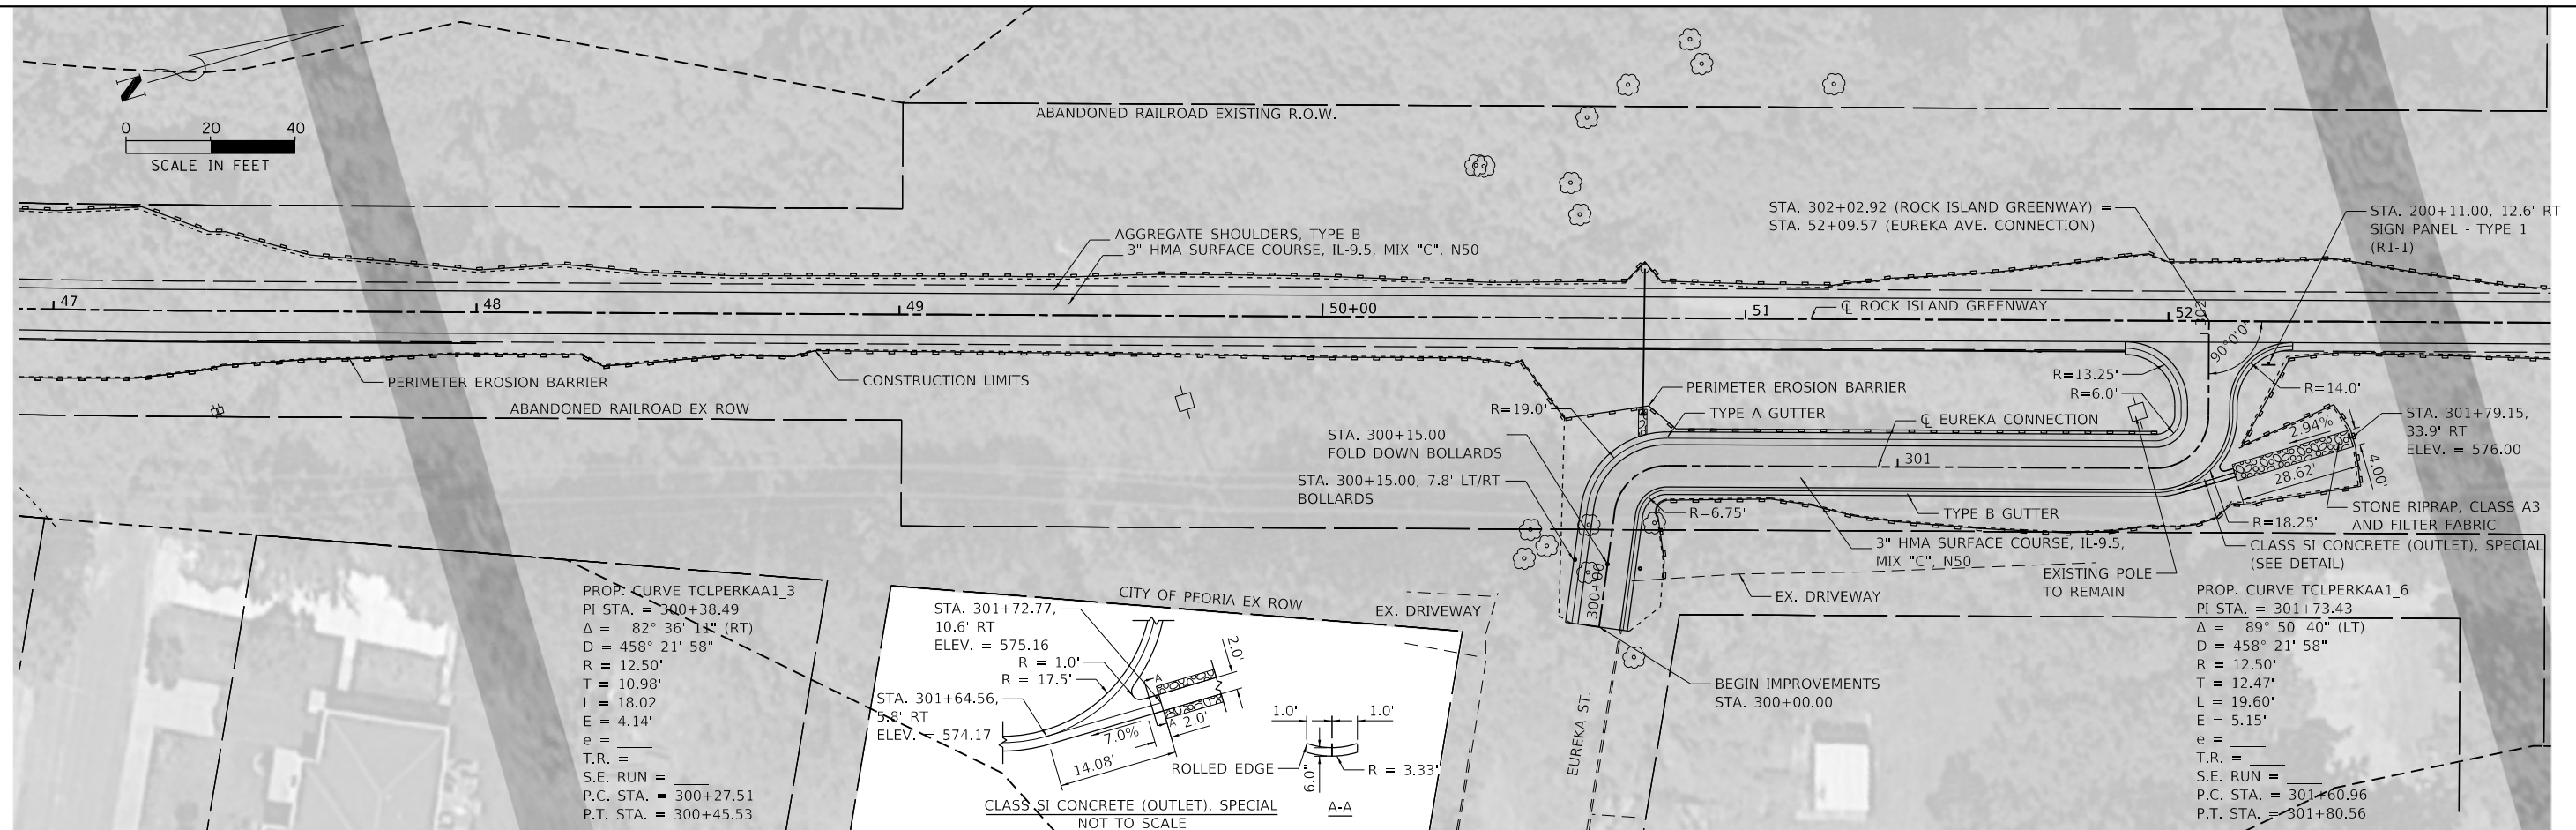 N
0 20 40
SCALE IN FEET
ABANDONED RAILROAD EXISTING R.O.W.
AGGREGATE SHOULDERS, TYPE B
3" HMA SURFACE COURSE, IL-9.5, MIX "C", N50
STA. 302+02.92 (ROCK ISLAND GREENWAY) =
STA. 52+09.57 (EUREKA AVE. CONNECTION)
STA. 200+11.00, 12.6' RT
SIGN PANEL - TYPE 1
(R1-1)
47
48
49
50+00
51
℄ ROCK ISLAND GREENWAY
52
302
90°0'0"
PERIMETER EROSION BARRIER
CONSTRUCTION LIMITS
ABANDONED RAILROAD EX ROW
PERIMETER EROSION BARRIER
R=19.0'
TYPE A GUTTER
℄ EUREKA CONNECTION
R=13.25'
R=6.0'
R=14.0'
STA. 301+79.15,
33.9' RT
ELEV. = 576.00
2.94%
28.62'
4.00'
STA. 300+15.00
FOLD DOWN BOLLARDS
STA. 300+15.00, 7.8' LT/RT
BOLLARDS
301
R=6.75'
TYPE B GUTTER
R=18.25'
STONE RIPRAP, CLASS A3
AND FILTER FABRIC
3" HMA SURFACE COURSE, IL-9.5,
MIX "C", N50
CLASS SI CONCRETE (OUTLET), SPECIAL
(SEE DETAIL)
EXISTING POLE
TO REMAIN
EX. DRIVEWAY
300+00
BEGIN IMPROVEMENTS
STA. 300+00.00
EX. DRIVEWAY
EUREKA ST.
CITY OF PEORIA EX ROW
PROP. CURVE TCLPERKAA1_3
PI STA. = 300+38.49
Δ = 82° 36' 11" (RT)
D = 458° 21' 58"
R = 12.50'
T = 10.98'
L = 18.02'
E = 4.14'
e = ____
T.R. = ____
S.E. RUN = ____
P.C. STA. = 300+27.51
P.T. STA. = 300+45.53
STA. 301+72.77,
10.6' RT
ELEV. = 575.16
R = 1.0'
R = 17.5'
STA. 301+64.56,
5.8' RT
ELEV. = 574.17
A
A
2.0'
2.0'
7.0%
14.08'
1.0' 1.0'
ROLLED EDGE
6.0"
R = 3.33'
CLASS SI CONCRETE (OUTLET), SPECIAL
NOT TO SCALE
A-A
PROP. CURVE TCLPERKAA1_6
PI STA. = 301+73.43
Δ = 89° 50' 40" (LT)
D = 458° 21' 58"
R = 12.50'
T = 12.47'
L = 19.60'
E = 5.15'
e = ____
T.R. = ____
S.E. RUN = ____
P.C. STA. = 301+60.96
P.T. STA. = 301+80.56